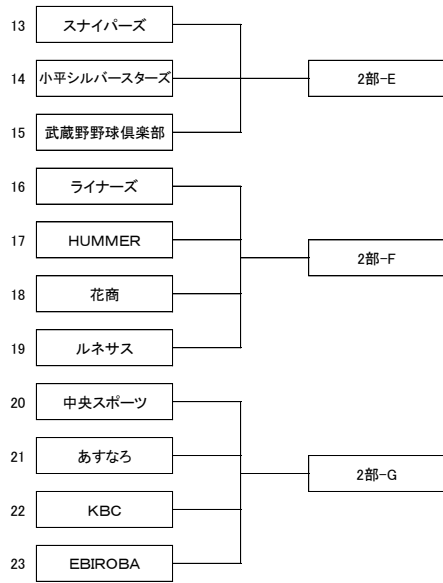 13 スナイパーズ
14 小平シルバースターズ 2部-E
15 武蔵野野球倶楽部
16 ライナーズ
17 HUMMER 2部-F
18 花商
19 ルネサス
20 中央スポーツ
21 あすなろ 2部-G
22 KBC
23 EBIROBA